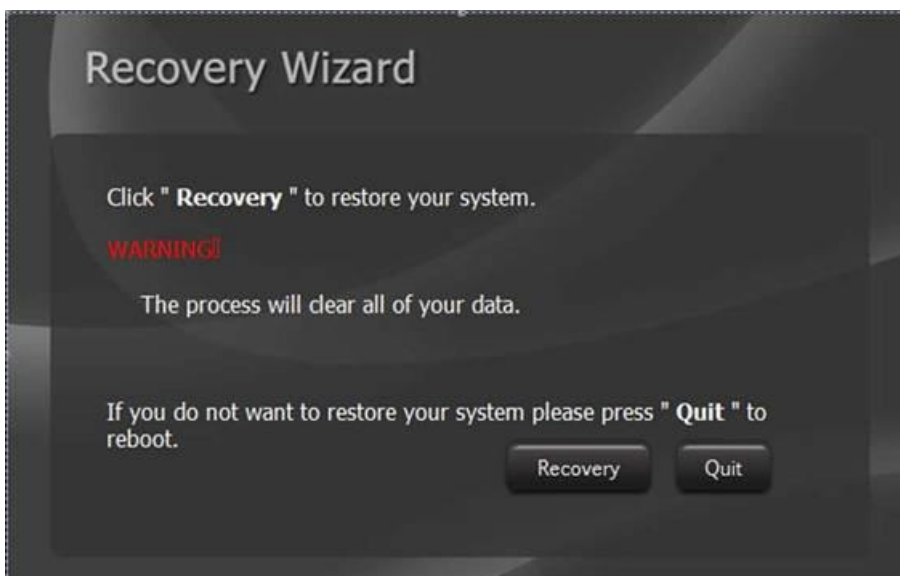 Recovery Wizard
Click " Recovery " to restore your system.
WARNING!
The process will clear all of your data.
If you do not want to restore your system please press " Quit " to
reboot.
Recovery
Quit